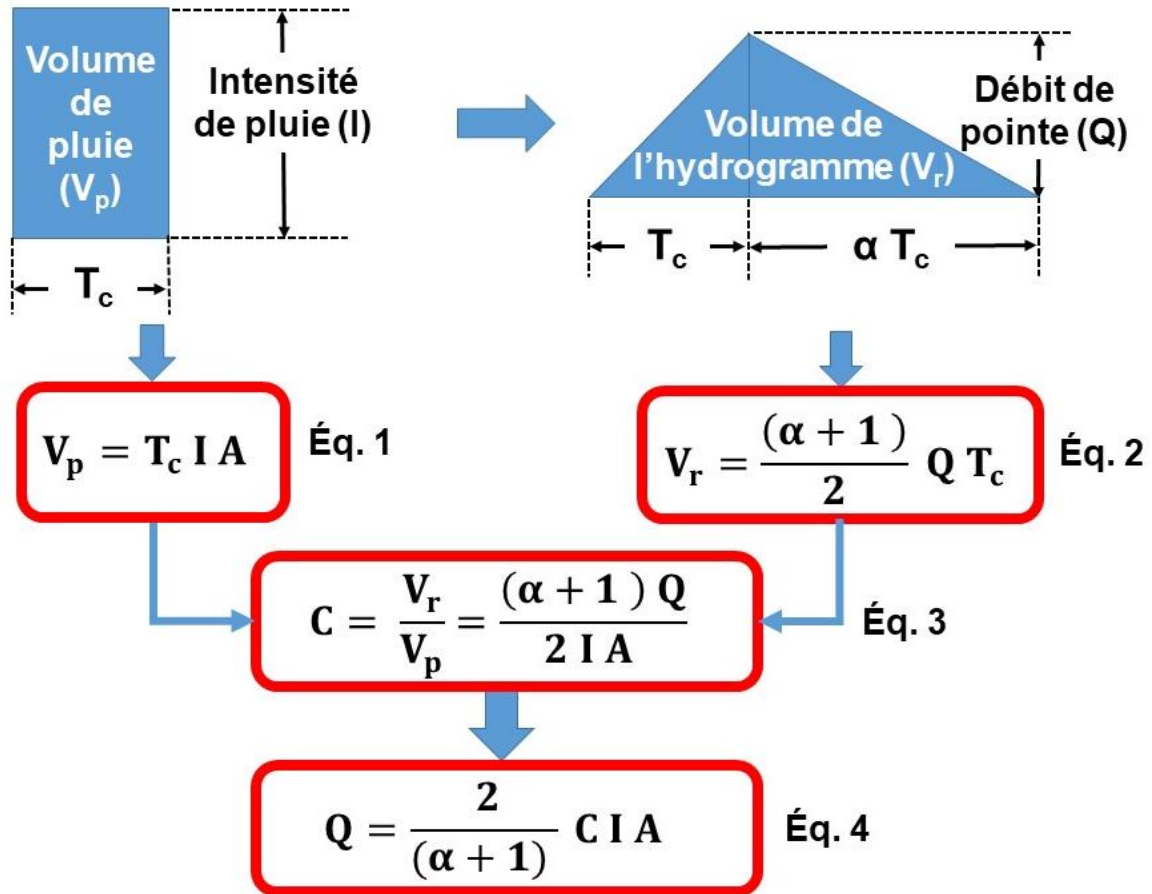 Volume
de
pluie
(Vp)
Intensité
de pluie (I)
Tc
Volume de
l'hydrogramme (Vr)
Débit de
pointe (Q)
Tc
α Tc
Vp = Tc I A
Éq. 1
Vr = (α + 1) / 2 Q Tc
Éq. 2
C = Vr / Vp = (α + 1 ) Q / 2 I A
Éq. 3
Q = 2 / (α + 1) C I A
Éq. 4